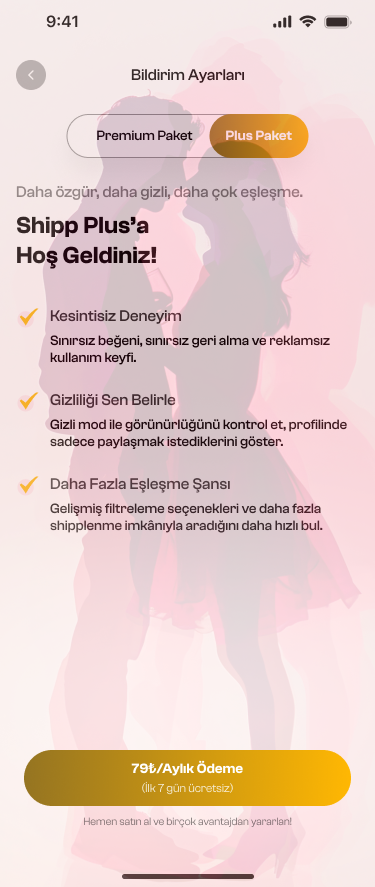 9:41
Bildirim Ayarları
Premium Paket
Plus Paket
Daha özgür, daha gizli, daha çok eşleşme.
Shipp Plus’a
Hoş Geldiniz!
Kesintisiz Deneyim
Sınırsız beğeni, sınırsız geri alma ve reklamsız
kullanım keyfi.
Gizliliği Sen Belirle
Gizli mod ile görünürlüğünü kontrol et, profilinde
sadece paylaşmak istediklerini göster.
Daha Fazla Eşleşme Şansı
Gelişmiş filtreleme seçenekleri ve daha fazla
shipplenme imkânıyla aradığını daha hızlı bul.
79₺/Aylık Ödeme
(İlk 7 gün ücretsiz)
Hemen satın al ve birçok avantajdan yararlan!